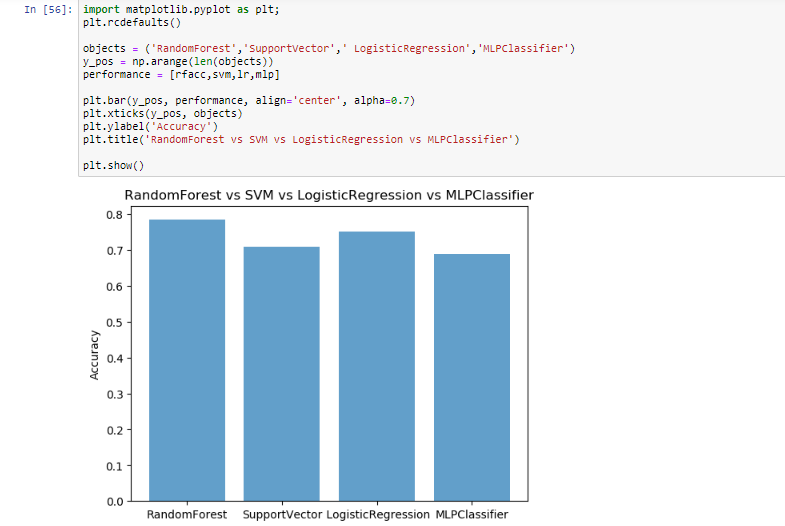 In [56]: import matplotlib.pyplot as plt;
plt.rcdefaults()
objects = ('RandomForest','SupportVector',' LogisticRegression','MLPClassifier')
y_pos = np.arange(len(objects))
performance = [rfacc,svm,lr,mlp]
plt.bar(y_pos, performance, align='center', alpha=0.7)
plt.xticks(y_pos, objects)
plt.ylabel('Accuracy')
plt.title('RandomForest vs SVM vs LogisticRegression vs MLPClassifier')
plt.show()
RandomForest vs SVM vs LogisticRegression vs MLPClassifier
0.8
0.7
0.6
0.5
0.4
0.3
0.2
0.1
0.0
Accuracy
RandomForest SupportVector LogisticRegression MLPClassifier